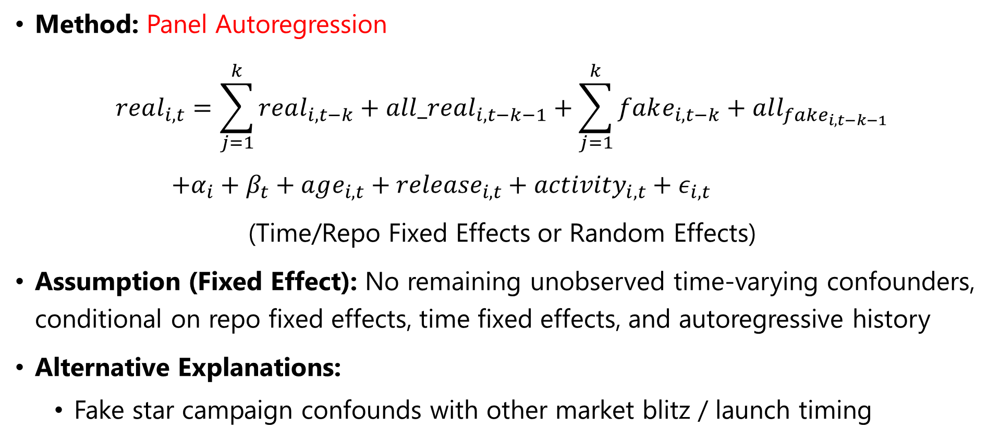 • Method: Panel Autoregression
real_{i,t} = \sum_{j=1}^{k} real_{i,t-k} + all\_real_{i,t-k-1} + \sum_{j=1}^{k} fake_{i,t-k} + all_{fake_{i,t-k-1}}
+α_i + β_t + age_{i,t} + release_{i,t} + activity_{i,t} + ϵ_{i,t}
(Time/Repo Fixed Effects or Random Effects)
• Assumption (Fixed Effect): No remaining unobserved time-varying confounders,
conditional on repo fixed effects, time fixed effects, and autoregressive history
• Alternative Explanations:
• Fake star campaign confounds with other market blitz / launch timing